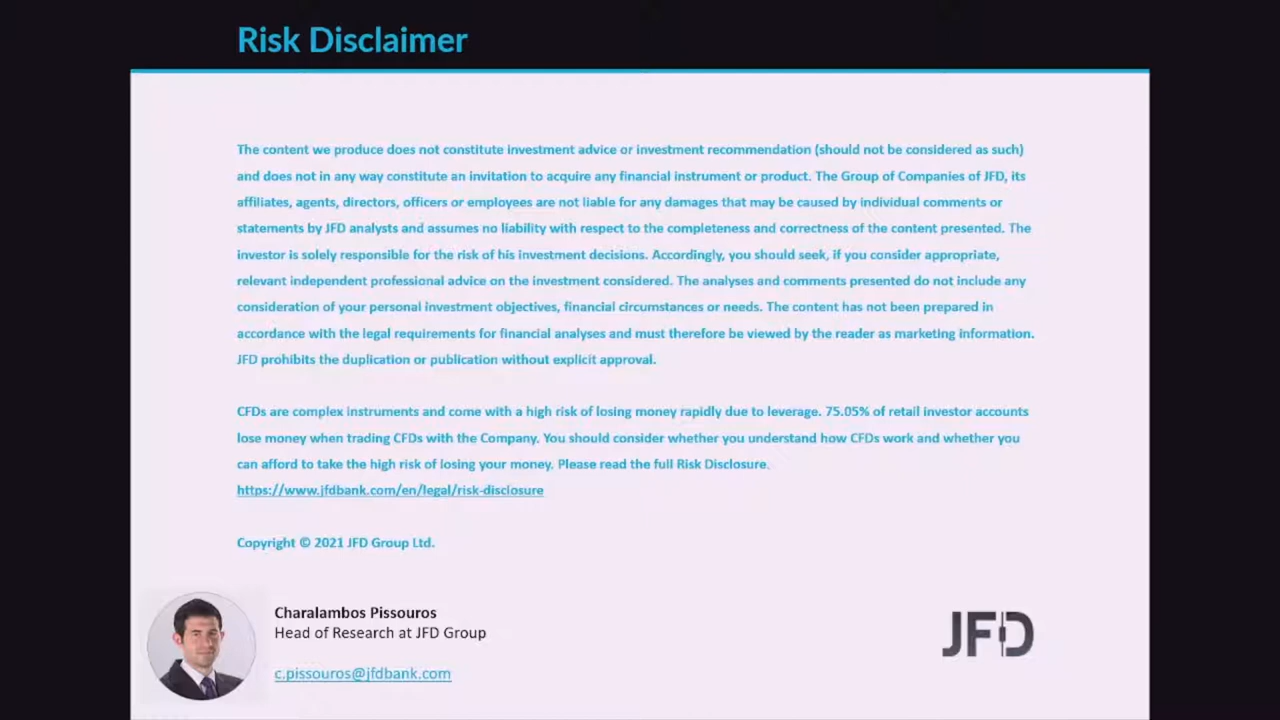 Risk Disclaimer
The content we produce does not constitute investment advice or investment recommendation (should not be considered as such)
and does not in any way constitute an invitation to acquire any financial instrument or product. The Group of Companies of JFD, its
affiliates, agents, directors, officers or employees are not liable for any damages that may be caused by individual comments or
statements by JFD analysts and assumes no liability with respect to the completeness and correctness of the content presented. The
investor is solely responsible for the risk of his investment decisions. Accordingly, you should seek, if you consider appropriate,
relevant independent professional advice on the investment considered. The analyses and comments presented do not include any
consideration of your personal investment objectives, financial circumstances or needs. The content has not been prepared in
accordance with the legal requirements for financial analyses and must therefore be viewed by the reader as marketing information.
JFD prohibits the duplication or publication without explicit approval.
CFDs are complex instruments and come with a high risk of losing money rapidly due to leverage. 75.05% of retail investor accounts
lose money when trading CFDs with the Company. You should consider whether you understand how CFDs work and whether you
can afford to take the high risk of losing your money. Please read the full Risk Disclosure.
https://www.jfdbank.com/en/legal/risk-disclosure
Copyright © 2021 JFD Group Ltd.
Charalambos Pissouros
Head of Research at JFD Group
c.pissouros@jfdbank.com
JFD